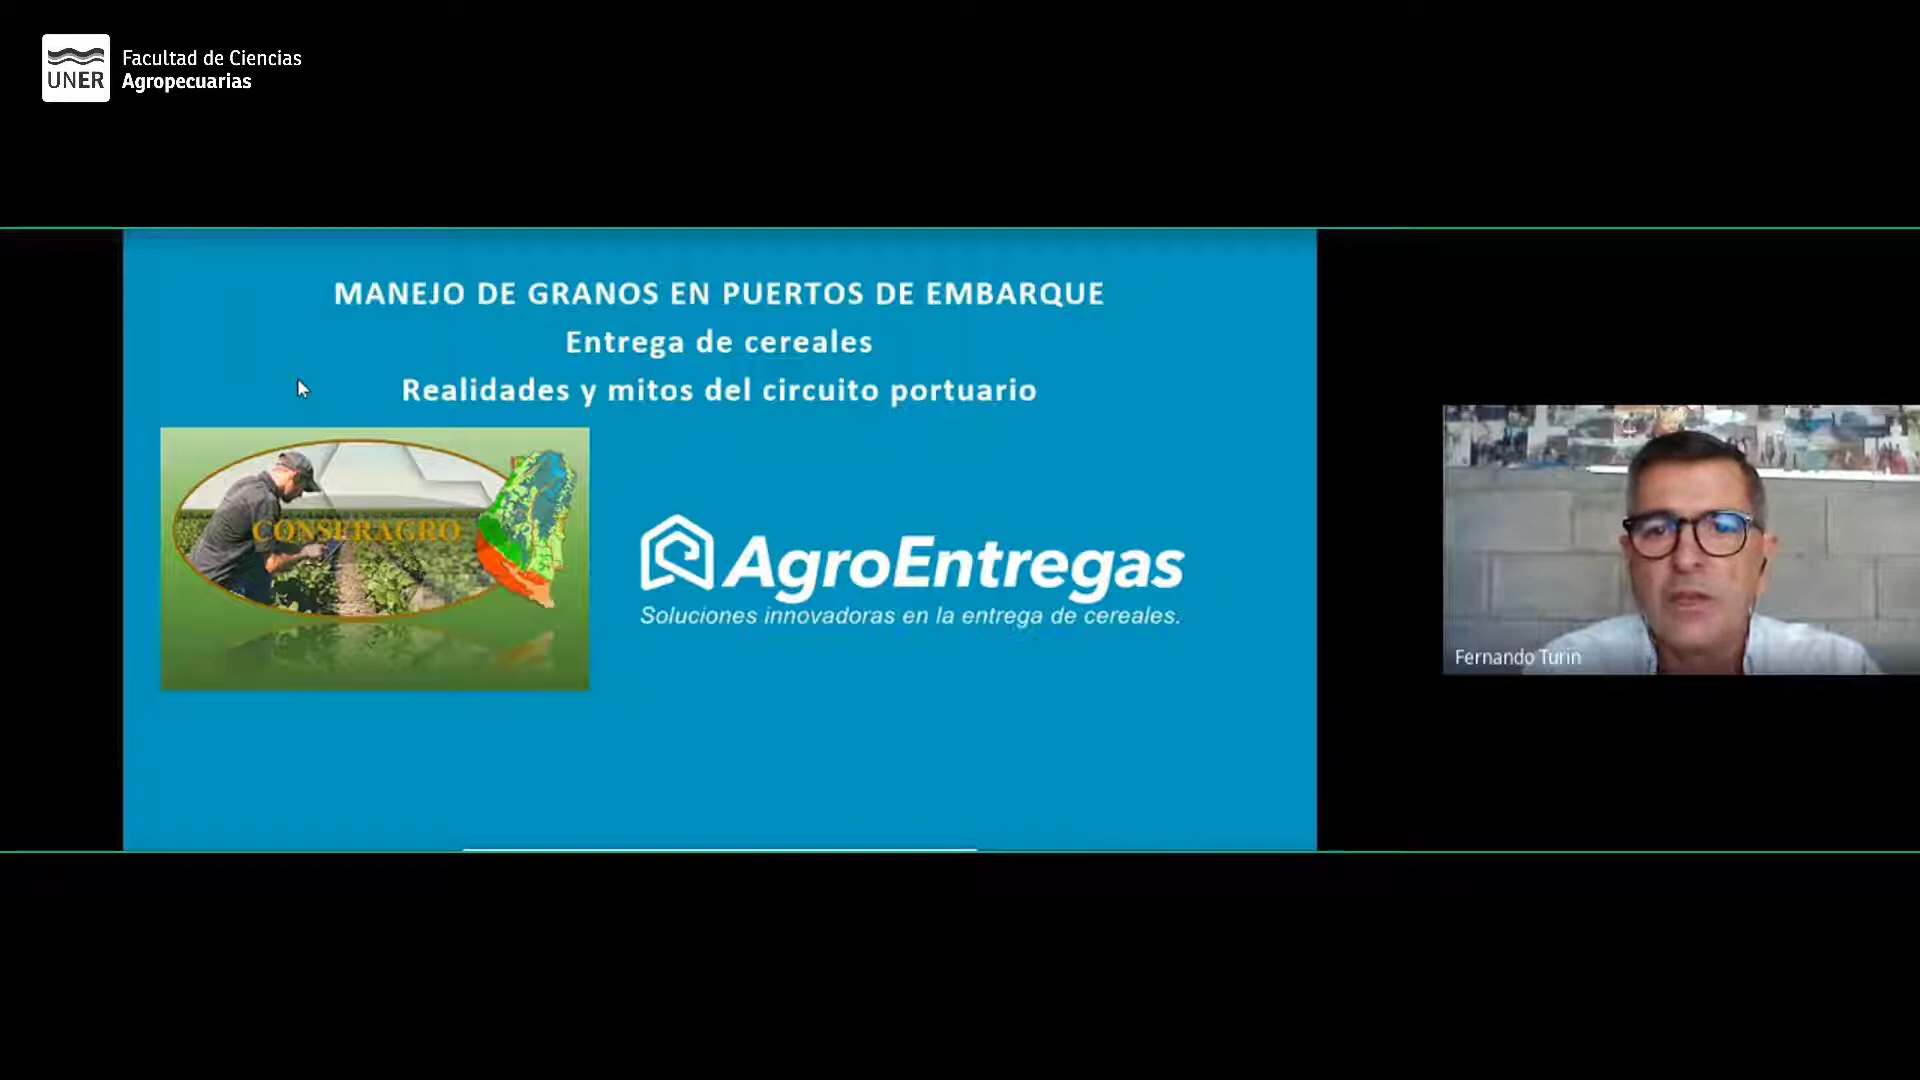 UNER
Facultad de Ciencias
Agropecuarias
MANEJO DE GRANOS EN PUERTOS DE EMBARQUE
Entrega de cereales
Realidades y mitos del circuito portuario
CONSERAGRO
AgroEntregas
Soluciones innovadoras en la entrega de cereales.
Fernando Turin